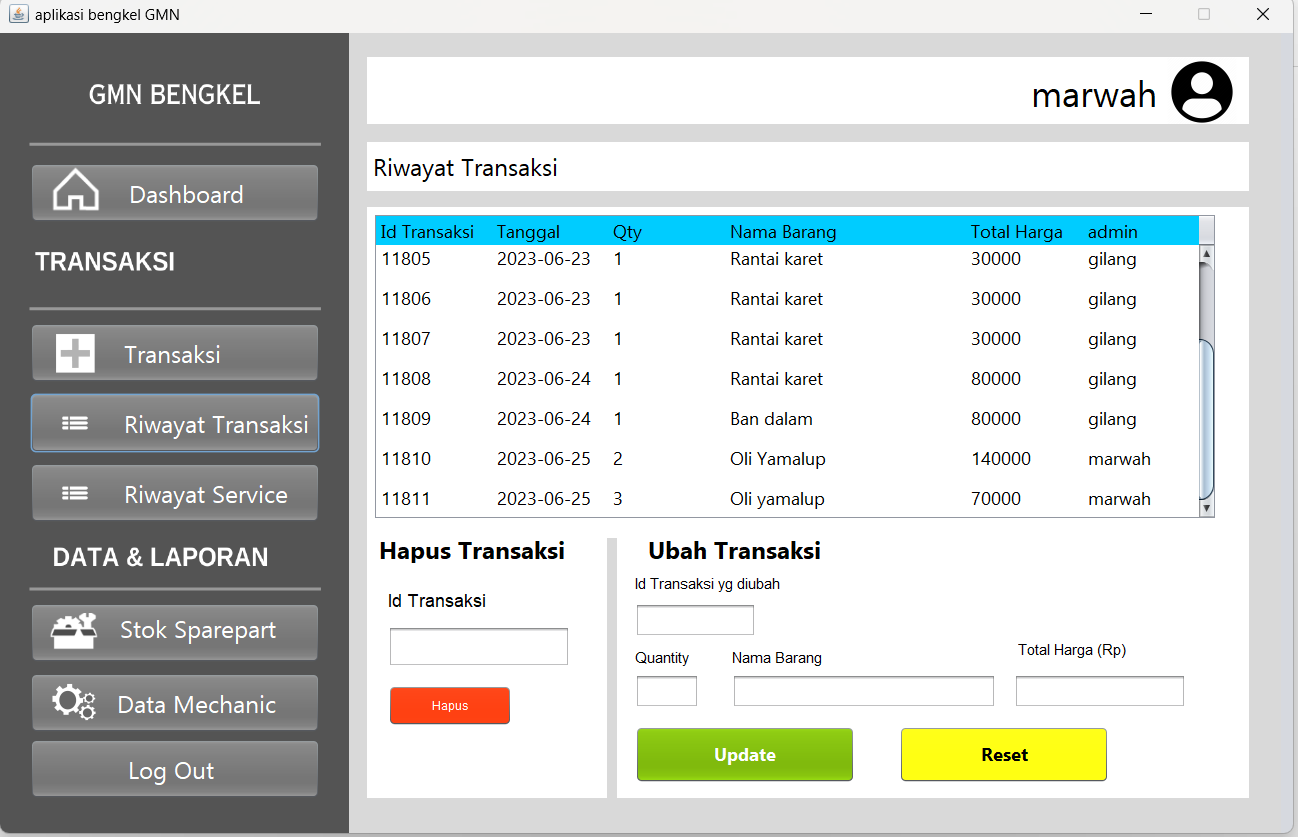 aplikasi bengkel GMN
GMN BENGKEL
Dashboard
TRANSAKSI
Transaksi
Riwayat Transaksi
Riwayat Service
DATA & LAPORAN
Stok Sparepart
Data Mechanic
Log Out
marwah
Riwayat Transaksi
Id Transaksi Tanggal Qty Nama Barang Total Harga admin
11805 2023-06-23 1 Rantai karet 30000 gilang
11806 2023-06-23 1 Rantai karet 30000 gilang
11807 2023-06-23 1 Rantai karet 30000 gilang
11808 2023-06-24 1 Rantai karet 80000 gilang
11809 2023-06-24 1 Ban dalam 80000 gilang
11810 2023-06-25 2 Oli Yamalup 140000 marwah
11811 2023-06-25 3 Oli yamalup 70000 marwah
Hapus Transaksi
Id Transaksi
Hapus
Ubah Transaksi
Id Transaksi yg diubah
Quantity Nama Barang Total Harga (Rp)
Update Reset